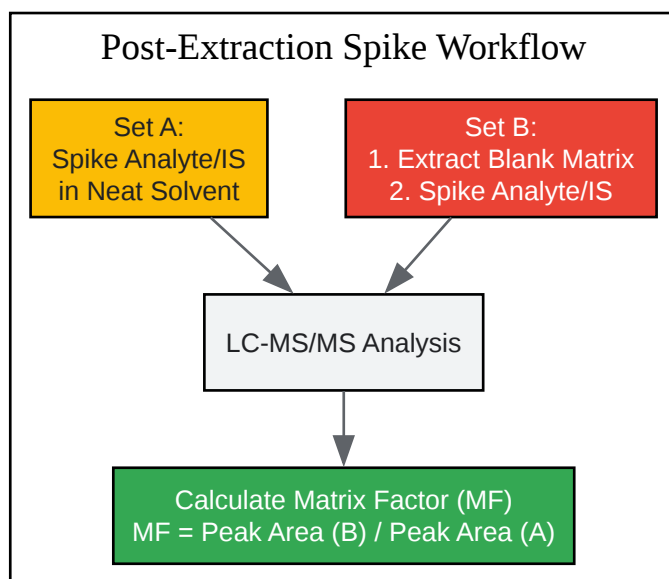 Post-Extraction Spike Workflow
Set A:
Spike Analyte/IS
in Neat Solvent
Set B:
1. Extract Blank Matrix
2. Spike Analyte/IS
LC-MS/MS Analysis
Calculate Matrix Factor (MF)
MF = Peak Area (B) / Peak Area (A)